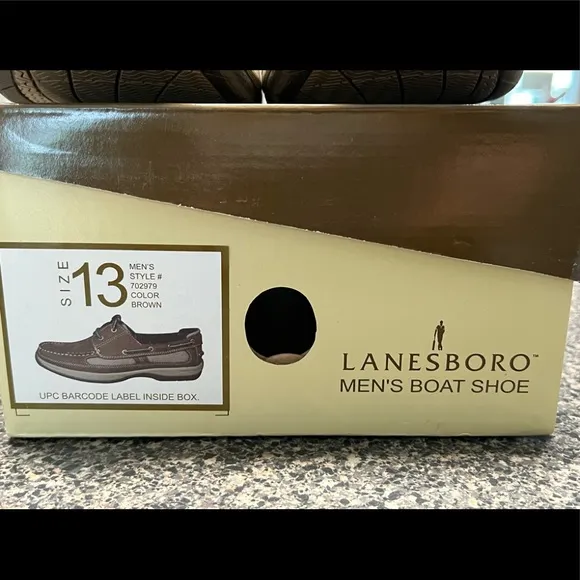 SIZE
13
MEN'S
STYLE #
702979
COLOR
BROWN
UPC BARCODE LABEL INSIDE BOX.
LANESBORO™
MEN'S BOAT SHOE